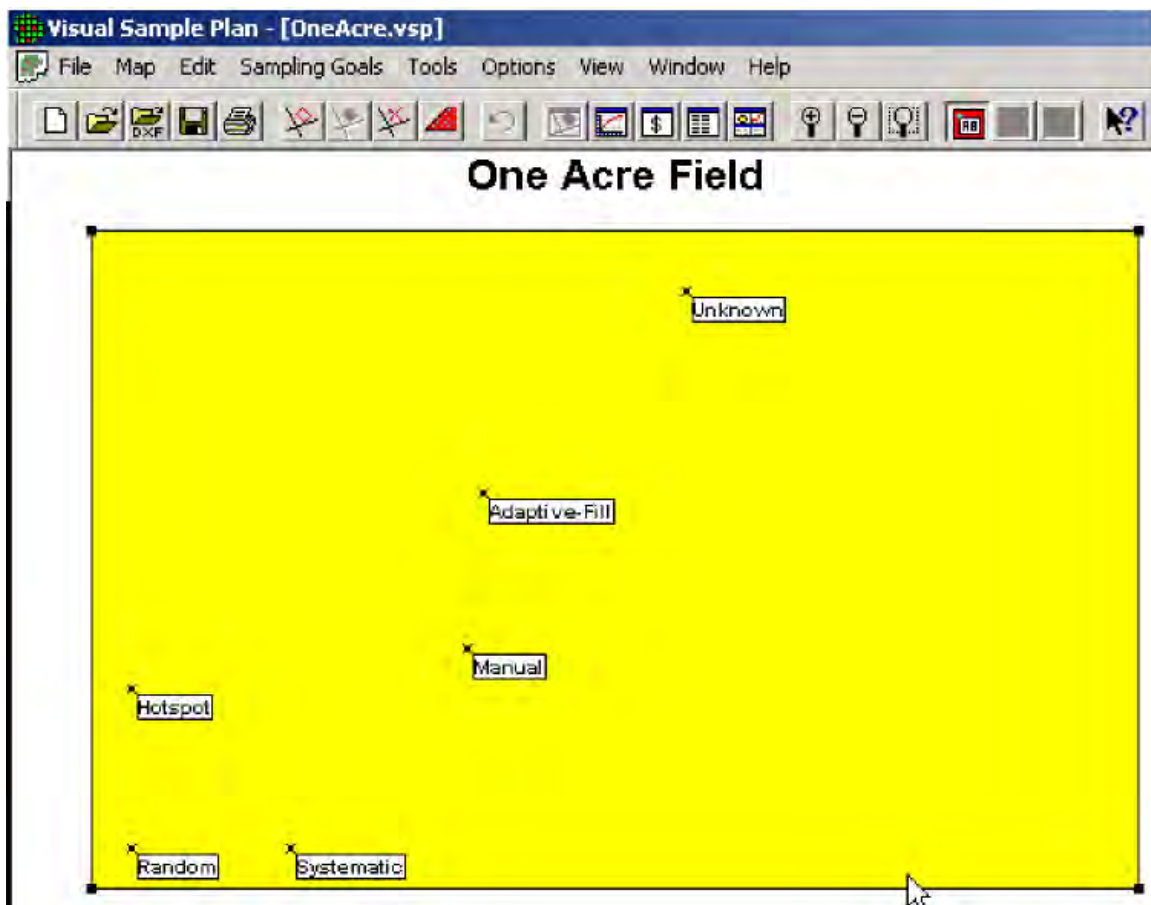 Visual Sample Plan - [OneAcre.vsp]
File Map Edit Sampling Goals Tools Options View Window Help
DXF $ AB ?
One Acre Field
Unknown
Adaptive-Fill
Manual
Hotspot
Random Systematic